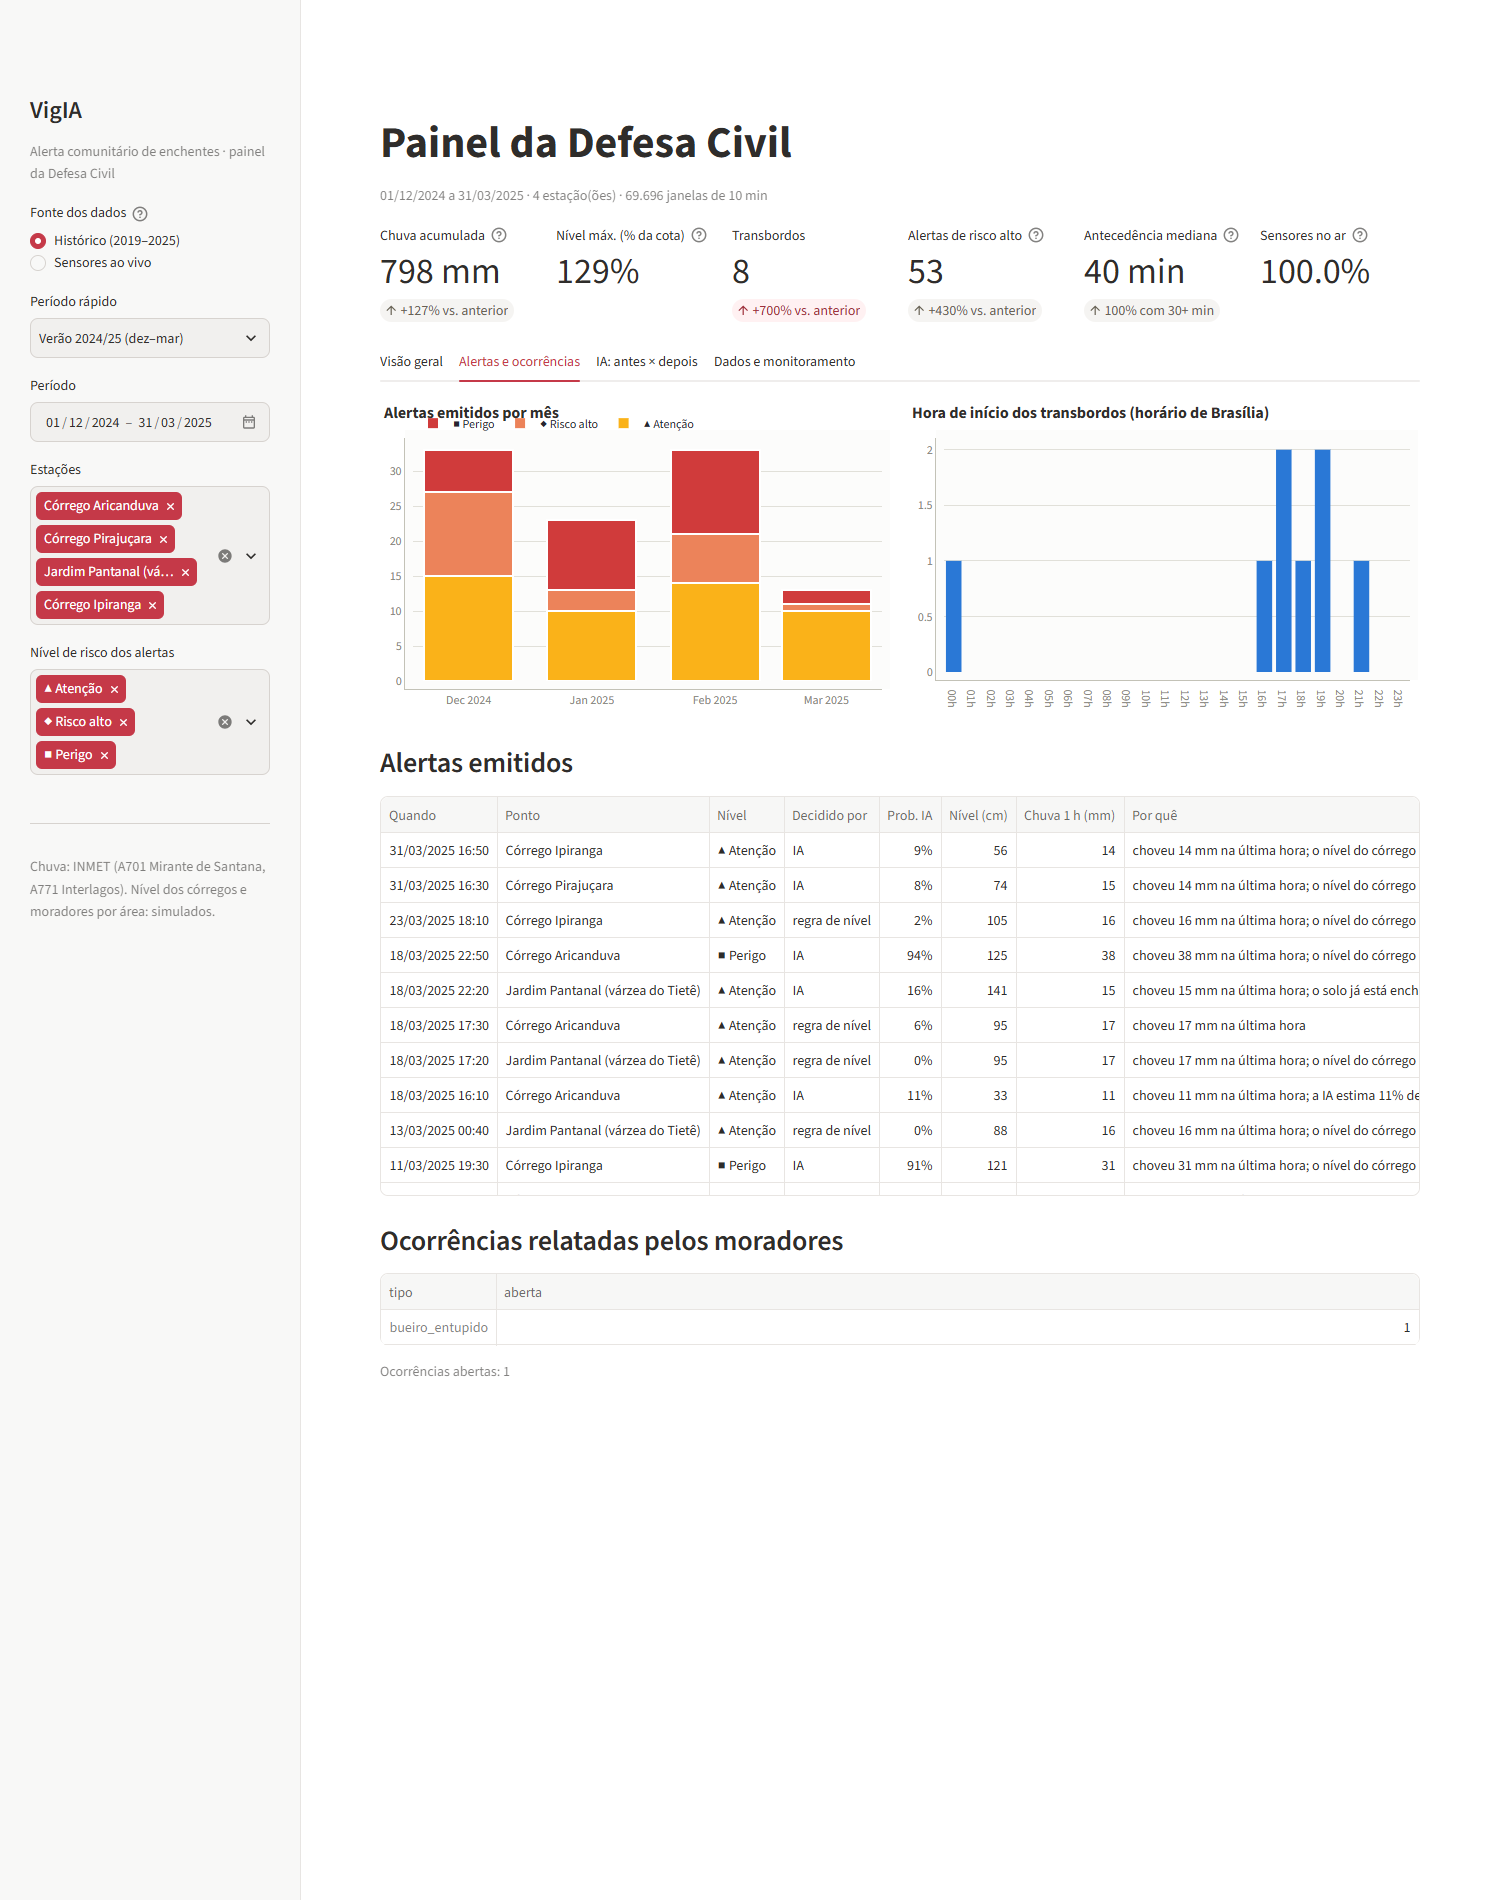 VigIA
Alerta comunitário de enchentes · painel
da Defesa Civil
Fonte dos dados
Histórico (2019–2025)
Sensores ao vivo
Período rápido
Verão 2024/25 (dez–mar)
Período
01 / 12 / 2024 – 31 / 03 / 2025
Estações
Córrego Aricanduva ×
Córrego Pirajuçara ×
Jardim Pantanal (vá... ×
Córrego Ipiranga ×
Nível de risco dos alertas
▲ Atenção ×
◆ Risco alto ×
■ Perigo ×
Chuva: INMET (A701 Mirante de Santana,
A771 Interlagos). Nível dos córregos e
moradores por área: simulados.
Painel da Defesa Civil
01/12/2024 a 31/03/2025 · 4 estação(ões) · 69.696 janelas de 10 min
Chuva acumulada Nível máx. (% da cota) Transbordos Alertas de risco alto Antecedência mediana Sensores no ar
798 mm 129% 8 53 40 min 100.0%
↑ +127% vs. anterior ↑ +700% vs. anterior ↑ +430% vs. anterior ↑ 100% com 30+ min
Visão geral Alertas e ocorrências IA: antes × depois Dados e monitoramento
Alertas emitidos por mês
■ Perigo ◆ Risco alto ▲ Atenção
30
25
20
15
10
5
0
Dec 2024 Jan 2025 Feb 2025 Mar 2025
Hora de início dos transbordos (horário de Brasília)
2
1.5
1
0.5
0
00h 01h 02h 03h 04h 05h 06h 07h 08h 09h 10h 11h 12h 13h 14h 15h 16h 17h 18h 19h 20h 21h 22h 23h
Alertas emitidos
Quando Ponto Nível Decidido por Prob. IA Nível (cm) Chuva 1 h (mm) Por quê
31/03/2025 16:50 Córrego Ipiranga ▲ Atenção IA 9% 56 14 choveu 14 mm na última hora; o nível do córrego
31/03/2025 16:30 Córrego Pirajuçara ▲ Atenção IA 8% 74 15 choveu 14 mm na última hora; o nível do córrego
23/03/2025 18:10 Córrego Ipiranga ▲ Atenção regra de nível 2% 105 16 choveu 16 mm na última hora; o nível do córrego
18/03/2025 22:50 Córrego Aricanduva ■ Perigo IA 94% 125 38 choveu 38 mm na última hora; o nível do córrego
18/03/2025 22:20 Jardim Pantanal (várzea do Tietê) ▲ Atenção IA 16% 141 15 choveu 15 mm na última hora; o solo já está ench
18/03/2025 17:30 Córrego Aricanduva ▲ Atenção regra de nível 6% 95 17 choveu 17 mm na última hora
18/03/2025 17:20 Jardim Pantanal (várzea do Tietê) ▲ Atenção regra de nível 0% 95 17 choveu 17 mm na última hora; o nível do córrego
18/03/2025 16:10 Córrego Aricanduva ▲ Atenção IA 11% 33 11 choveu 11 mm na última hora; a IA estima 11% de
13/03/2025 00:40 Jardim Pantanal (várzea do Tietê) ▲ Atenção regra de nível 0% 88 16 choveu 16 mm na última hora; o nível do córrego
11/03/2025 19:30 Córrego Ipiranga ■ Perigo IA 91% 121 31 choveu 31 mm na última hora; o nível do córrego
Ocorrências relatadas pelos moradores
tipo aberta
bueiro_entupido 1
Ocorrências abertas: 1